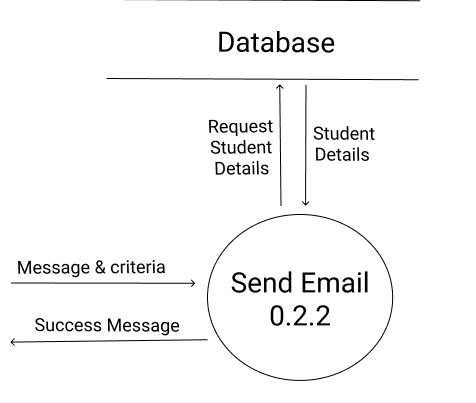 Database
Request
Student
Details
Student
Details
Message & criteria
Send Email
0.2.2
Success Message